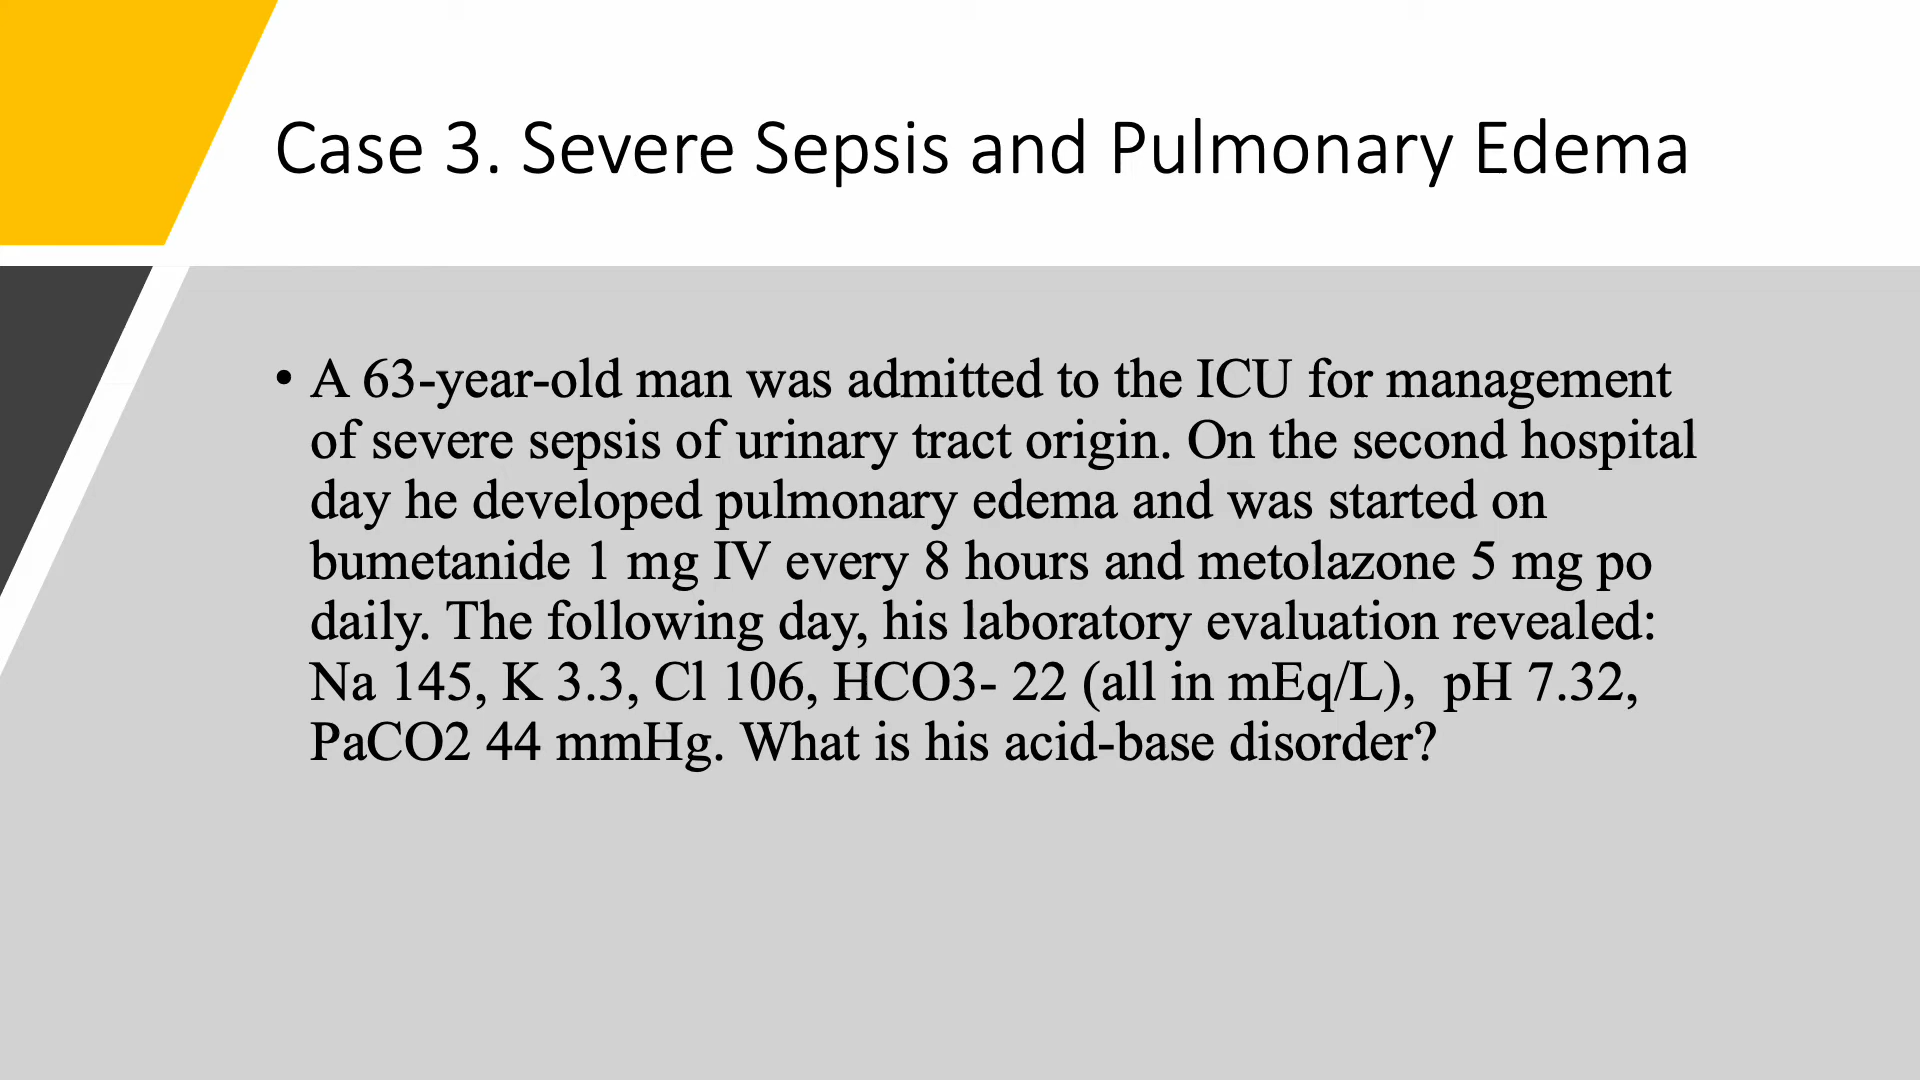 Case 3. Severe Sepsis and Pulmonary Edema
• A 63-year-old man was admitted to the ICU for management
of severe sepsis of urinary tract origin. On the second hospital
day he developed pulmonary edema and was started on
bumetanide 1 mg IV every 8 hours and metolazone 5 mg po
daily. The following day, his laboratory evaluation revealed:
Na 145, K 3.3, Cl 106, HCO3- 22 (all in mEq/L),  pH 7.32,
PaCO2 44 mmHg. What is his acid-base disorder?